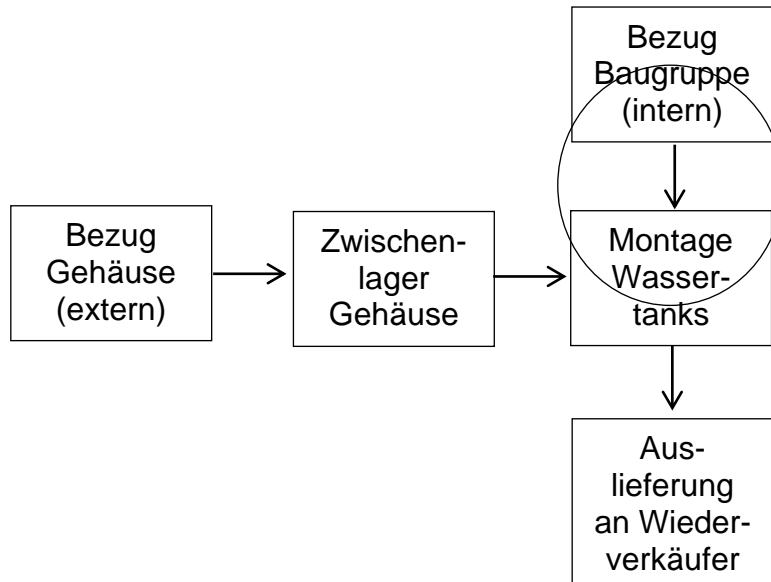 Bezug
Baugruppe
(intern)
Bezug
Gehäuse
(extern)
Zwischen-
lager
Gehäuse
Montage
Wasser-
tanks
Aus-
lieferung
an Wieder-
verkäufer